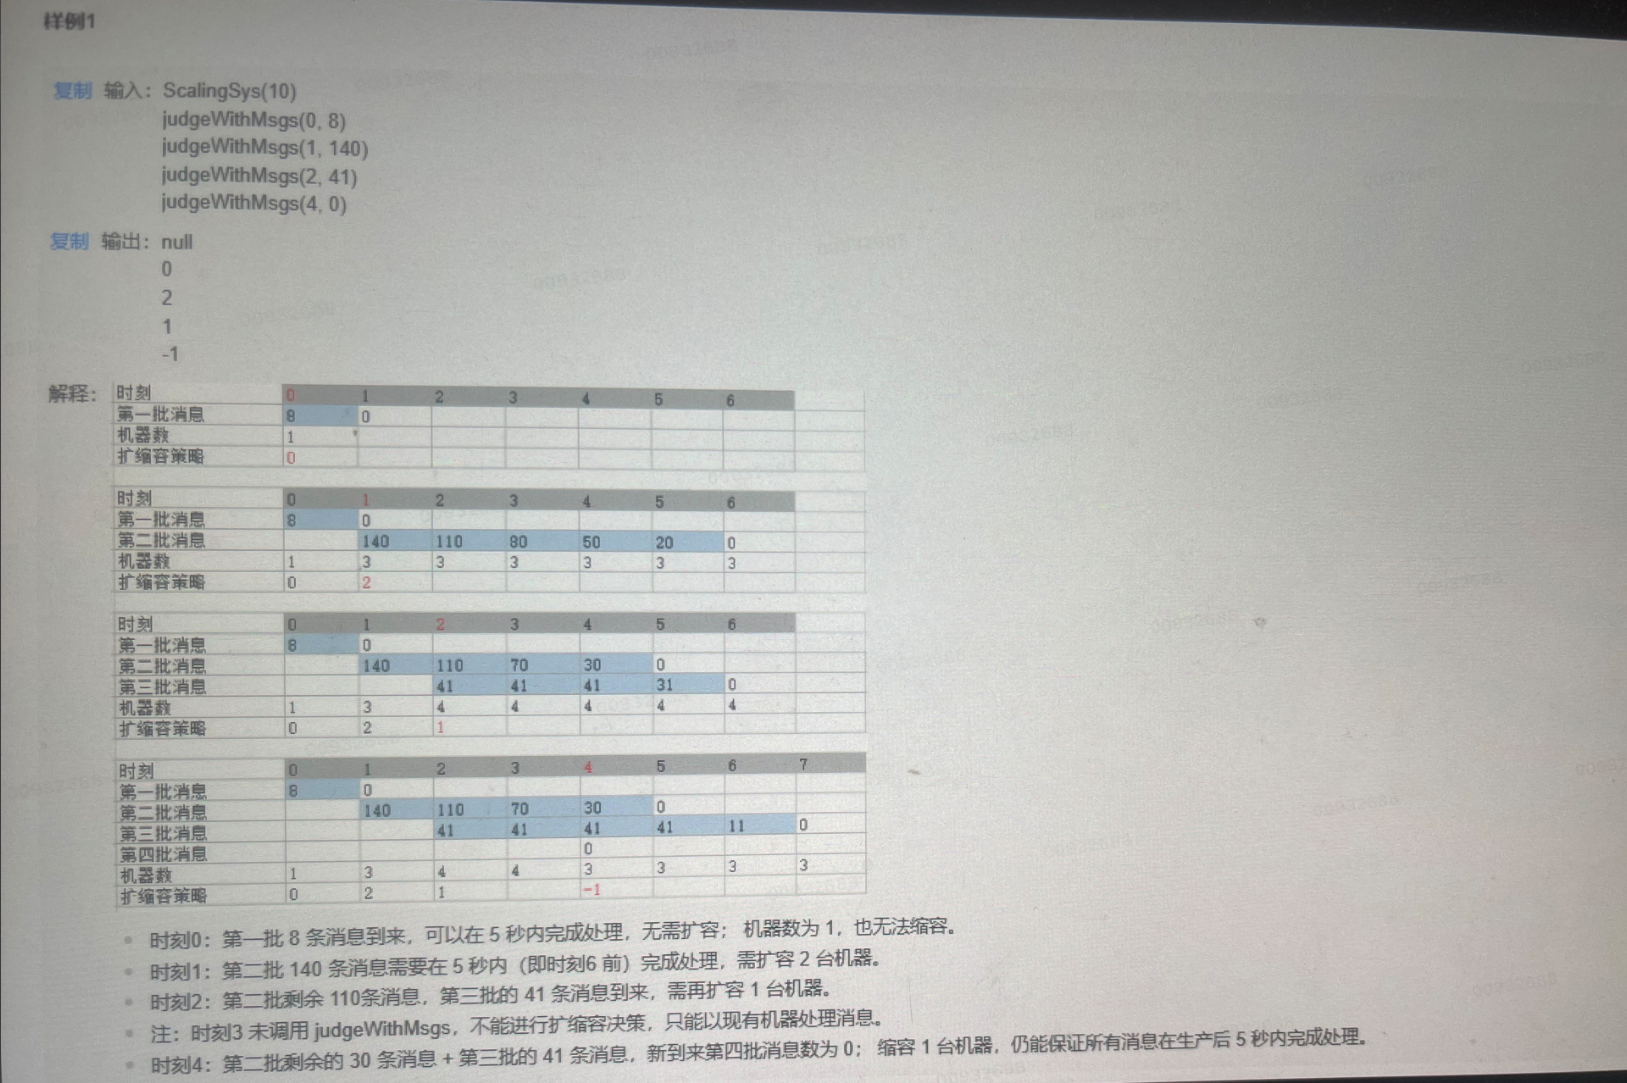 样例1
复制 输入：ScalingSys(10)
judgeWithMsgs(0, 8)
judgeWithMsgs(1, 140)
judgeWithMsgs(2, 41)
judgeWithMsgs(4, 0)
复制 输出：null
0
2
1
-1
解释： 时刻 0 1 2 3 4 5 6
第一批消息 8 0
机器数 1
扩缩容策略 0
时刻 0 1 2 3 4 5 6
第一批消息 8 0
第二批消息 140 110 80 50 20 0
机器数 1 3 3 3 3 3 3
扩缩容策略 0 2
时刻 0 1 2 3 4 5 6
第一批消息 8 0
第二批消息 140 110 70 30 0
第三批消息 41 41 41 31 0
机器数 1 3 4 4 4 4 4
扩缩容策略 0 2 1
时刻 0 1 2 3 4 5 6 7
第一批消息 8 0
第二批消息 140 110 70 30 0
第三批消息 41 41 41 41 11 0
第四批消息 0
机器数 1 3 4 4 3 3 3 3
扩缩容策略 0 2 1 -1
时刻0：第一批 8 条消息到来，可以在 5 秒内完成处理，无需扩容； 机器数为 1，也无法缩容。
时刻1：第二批 140 条消息需要在 5 秒内（即时刻6 前）完成处理，需扩容 2 台机器。
时刻2：第二批剩余 110条消息，第三批的 41 条消息到来，需再扩容 1 台机器。
注：时刻3 未调用 judgeWithMsgs，不能进行扩缩容决策，只能以现有机器处理消息。
时刻4：第二批剩余的 30 条消息 + 第三批的 41 条消息，新到来第四批消息数为 0； 缩容 1 台机器，仍能保证所有消息在生产后 5 秒内完成处理。